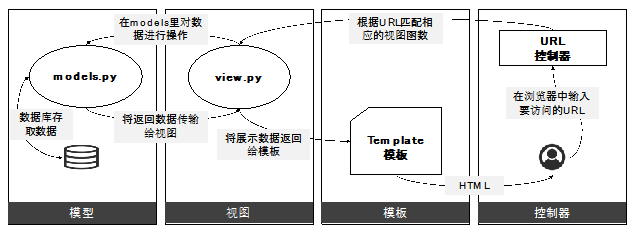 在models里对数
据进行操作
根据URL匹配相
应的视图函数
URL
控制器
models.py
view.py
在浏览器中输入
要访问的URL
数据库存
取数据
将返回数据传输
给视图
将展示数据返回
给模板
Template
模板
HTML
模型
视图
模板
控制器